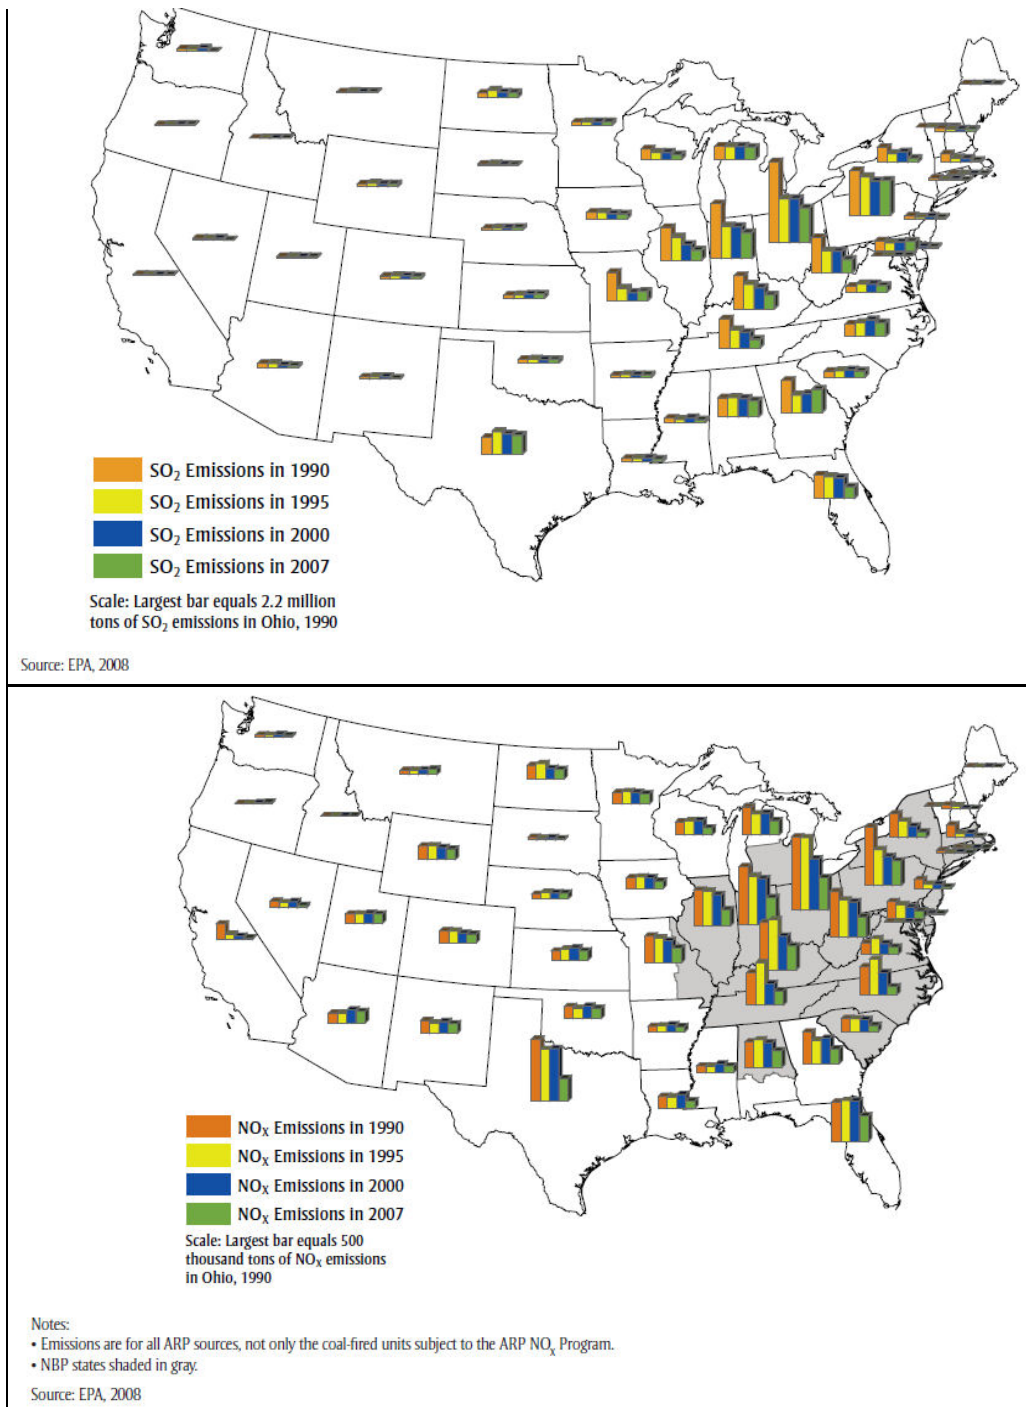 SO₂ Emissions in 1990
SO₂ Emissions in 1995
SO₂ Emissions in 2000
SO₂ Emissions in 2007
Scale: Largest bar equals 2.2 million
tons of SO₂ emissions in Ohio, 1990
Source: EPA, 2008
NOₓ Emissions in 1990
NOₓ Emissions in 1995
NOₓ Emissions in 2000
NOₓ Emissions in 2007
Scale: Largest bar equals 500
thousand tons of NOₓ emissions
in Ohio, 1990
Notes:
• Emissions are for all ARP sources, not only the coal-fired units subject to the ARP NOₓ Program.
• NBP states shaded in gray.
Source: EPA, 2008